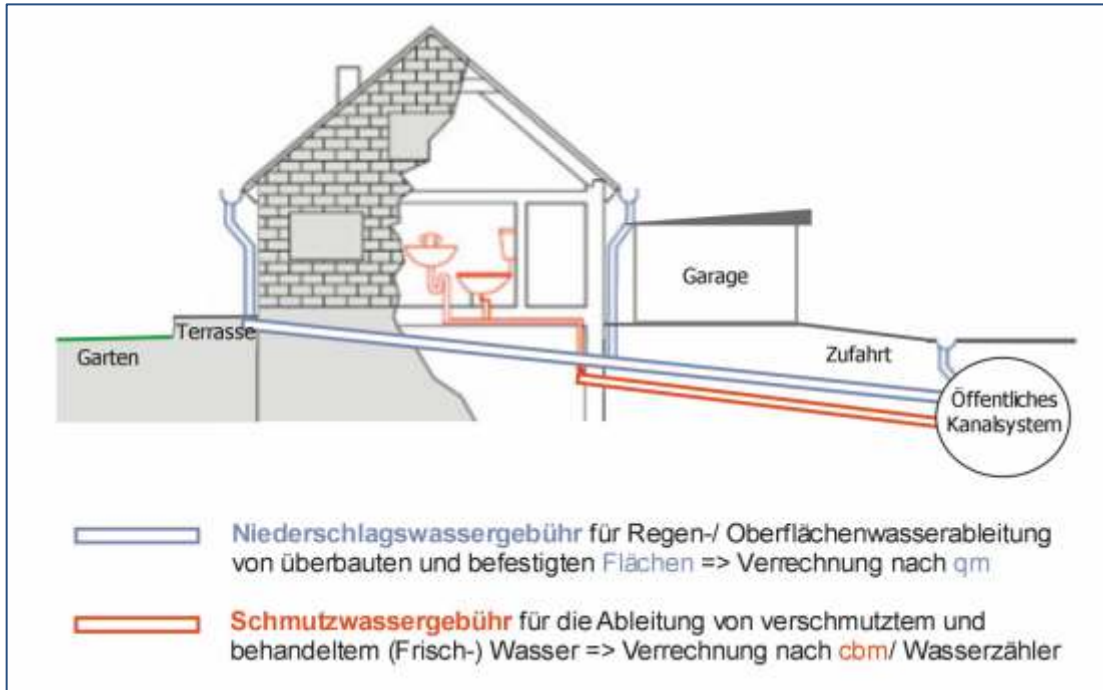 Garage
Terrasse
Garten
Zufahrt
Öffentliches
Kanalsystem
Niederschlagswassergebühr für Regen-/ Oberflächenwasserableitung
von überbauten und befestigten Flächen => Verrechnung nach qm
Schmutzwassergebühr für die Ableitung von verschmutztem und
behandeltem (Frisch-) Wasser => Verrechnung nach cbm/ Wasserzähler